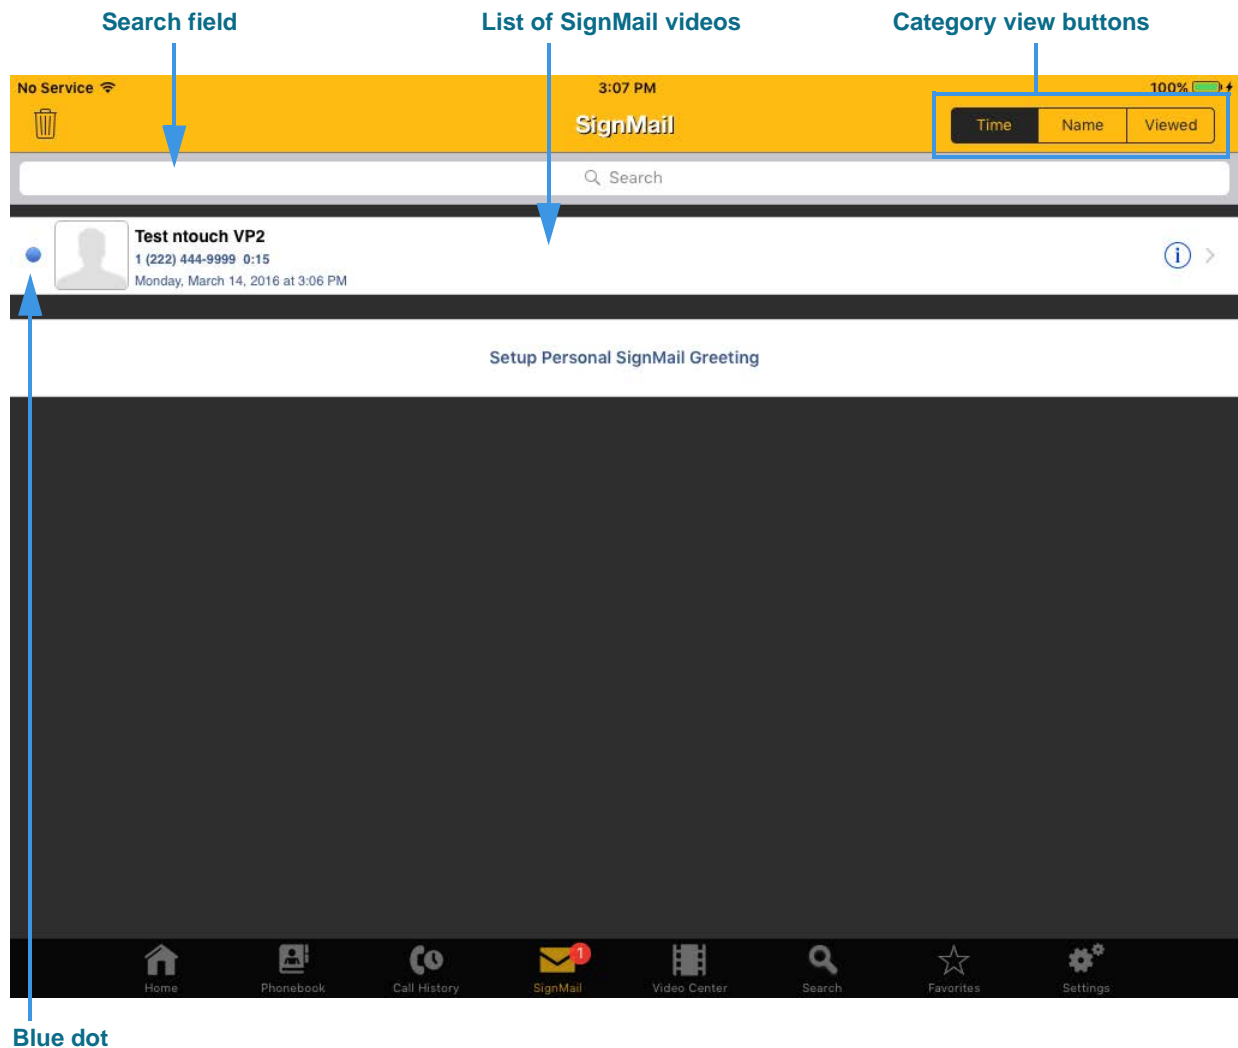 Search field
List of SignMail videos
Category view buttons
No Service
3:07 PM
100%
SignMail
Time
Name
Viewed
Search
Test ntouch VP2
1 (222) 444-9999 0:15
Monday, March 14, 2016 at 3:06 PM
Setup Personal SignMail Greeting
1
Home
Phonebook
Call History
SignMail
Video Center
Search
Favorites
Settings
Blue dot